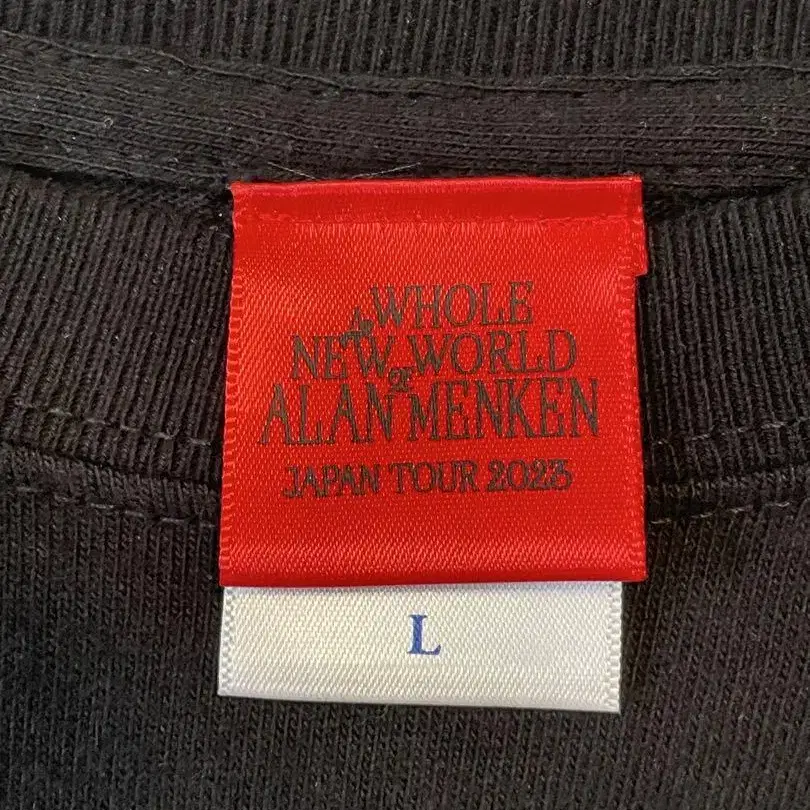 A WHOLE
NEW WORLD
OF
ALAN MENKEN
JAPAN TOUR 2023
L